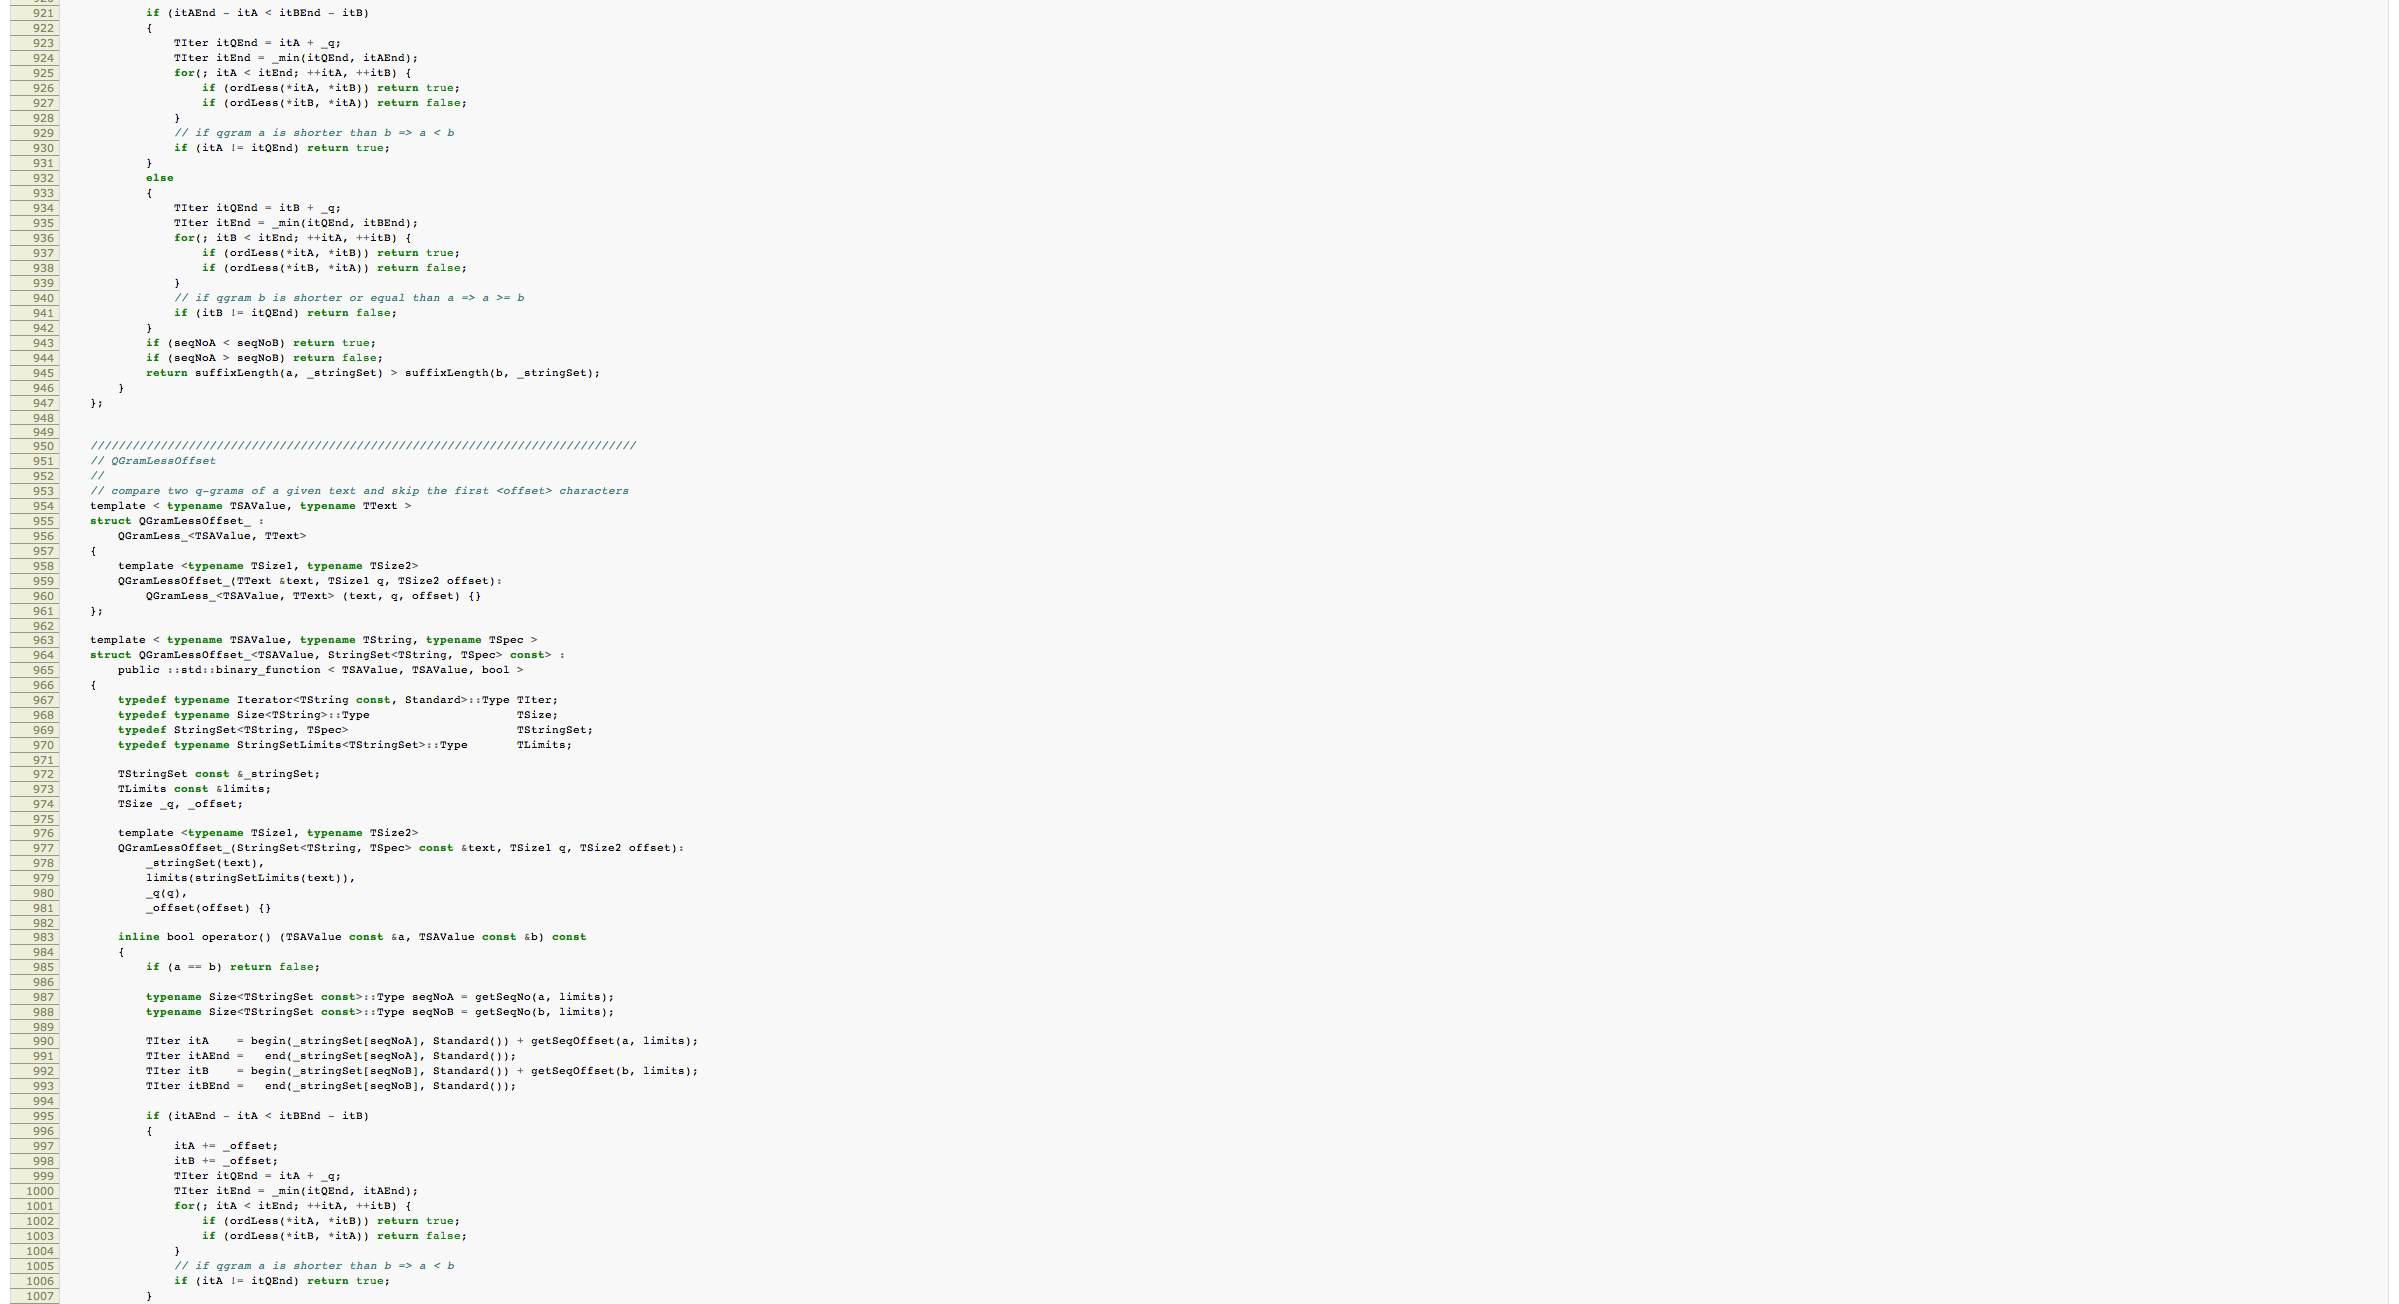 921 if (itAEnd - itA < itBEnd - itB)
922 {
923 TIter itQEnd = itA + _q;
924 TIter itEnd = _min(itQEnd, itAEnd);
925 for(; itA < itEnd; ++itA, ++itB) {
926 if (ordLess(*itA, *itB)) return true;
927 if (ordLess(*itB, *itA)) return false;
928 }
929 // if qgram a is shorter than b => a < b
930 if (itA != itQEnd) return true;
931 }
932 else
933 {
934 TIter itQEnd = itB + _q;
935 TIter itEnd = _min(itQEnd, itBEnd);
936 for(; itB < itEnd; ++itA, ++itB) {
937 if (ordLess(*itA, *itB)) return true;
938 if (ordLess(*itB, *itA)) return false;
939 }
940 // if qgram b is shorter or equal than a => a >= b
941 if (itB != itQEnd) return false;
942 }
943 if (seqNoA < seqNoB) return true;
944 if (seqNoA > seqNoB) return false;
945 return suffixLength(a, _stringSet) > suffixLength(b, _stringSet);
946 }
947 };
948
949
950 //////////////////////////////////////////////////////////////////////////////
951 // QGramLessOffset
952 //
953 // compare two q-grams of a given text and skip the first <offset> characters
954 template < typename TSAValue, typename TText >
955 struct QGramLessOffset_ :
956 QGramLess_<TSAValue, TText>
957 {
958 template <typename TSize1, typename TSize2>
959 QGramLessOffset_(TText &text, TSize1 q, TSize2 offset):
960 QGramLess_<TSAValue, TText> (text, q, offset) {}
961 };
962
963 template < typename TSAValue, typename TString, typename TSpec >
964 struct QGramLessOffset_<TSAValue, StringSet<TString, TSpec> const> :
965 public ::std::binary_function < TSAValue, TSAValue, bool >
966 {
967 typedef typename Iterator<TString const, Standard>::Type TIter;
968 typedef typename Size<TString>::Type TSize;
969 typedef StringSet<TString, TSpec> TStringSet;
970 typedef typename StringSetLimits<TStringSet>::Type TLimits;
971
972 TStringSet const &_stringSet;
973 TLimits const &limits;
974 TSize _q, _offset;
975
976 template <typename TSize1, typename TSize2>
977 QGramLessOffset_(StringSet<TString, TSpec> const &text, TSize1 q, TSize2 offset):
978 _stringSet(text),
979 limits(stringSetLimits(text)),
980 _q(q),
981 _offset(offset) {}
982
983 inline bool operator() (TSAValue const &a, TSAValue const &b) const
984 {
985 if (a == b) return false;
986
987 typename Size<TStringSet const>::Type seqNoA = getSeqNo(a, limits);
988 typename Size<TStringSet const>::Type seqNoB = getSeqNo(b, limits);
989
990 TIter itA = begin(_stringSet[seqNoA], Standard()) + getSeqOffset(a, limits);
991 TIter itAEnd = end(_stringSet[seqNoA], Standard());
992 TIter itB = begin(_stringSet[seqNoB], Standard()) + getSeqOffset(b, limits);
993 TIter itBEnd = end(_stringSet[seqNoB], Standard());
994
995 if (itAEnd - itA < itBEnd - itB)
996 {
997 itA += _offset;
998 itB += _offset;
999 TIter itQEnd = itA + _q;
1000 TIter itEnd = _min(itQEnd, itAEnd);
1001 for(; itA < itEnd; ++itA, ++itB) {
1002 if (ordLess(*itA, *itB)) return true;
1003 if (ordLess(*itB, *itA)) return false;
1004 }
1005 // if qgram a is shorter than b => a < b
1006 if (itA != itQEnd) return true;
1007 }